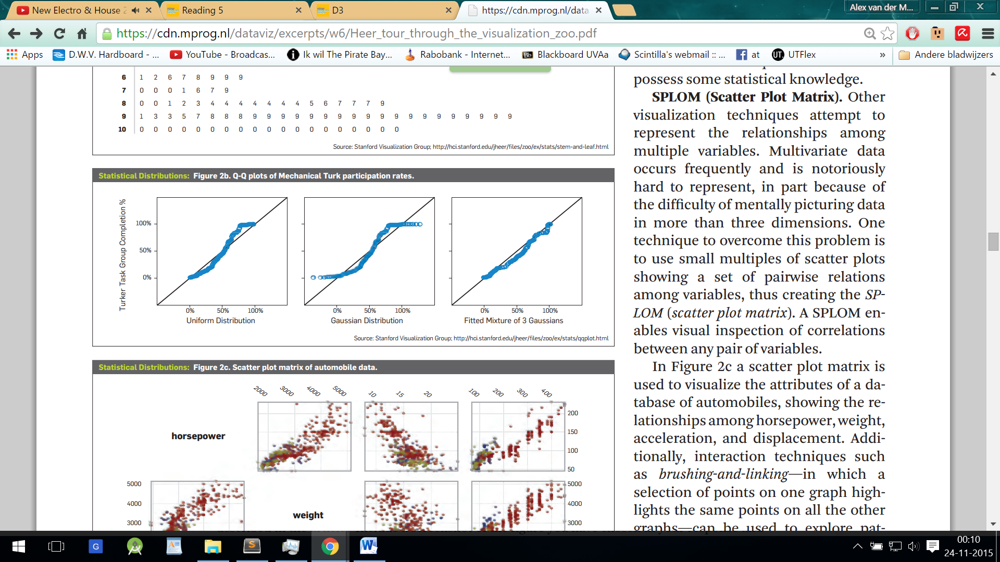 New Electro & House 2
Reading 5
D3
https://cdn.mprog.nl/data
Alex van der M...
https://cdn.mprog.nl/dataviz/excerpts/w6/Heer_tour_through_the_visualization_zoo.pdf
Apps
D.W.V. Hardboard - ...
YouTube - Broadcas...
Ik wil The Pirate Bay...
Rabobank - Internet...
Blackboard UVAa
Scintilla's webmail :: ...
at
UTFlex
»
Andere bladwijzers
6 1 2 6 7 8 9 9 9
7 0 0 0 1 6 7 9
8 0 0 1 2 3 4 4 4 4 4 4 4 5 6 7 7 7 9
9 1 3 3 5 7 8 8 8 9 9 9 9 9 9 9 9 9 9 9 9 9 9 9 9 9 9 9
10 0 0 0 0 0 0 0 0 0 0 0 0 0 0 0 0 0 0 0
Source: Stanford Visualization Group; http://hci.stanford.edu/jheer/files/zoo/ex/stats/stem-and-leaf.html
Statistical Distributions: Figure 2b. Q-Q plots of Mechanical Turk participation rates.
Turker Task Group Completion %
100%
50%
0%
0% 50% 100%
Uniform Distribution
0% 50% 100%
Gaussian Distribution
0% 50% 100%
Fitted Mixture of 3 Gaussians
Source: Stanford Visualization Group; http://hci.stanford.edu/jheer/files/zoo/ex/stats/qqplot.html
Statistical Distributions: Figure 2c. Scatter plot matrix of automobile data.
2000 3000 4000 5000
10 15 20
100 200 300 400
horsepower
200
150
100
50
5000
4000
3000
weight
5000
4000
3000
possess some statistical knowledge.
SPLOM (Scatter Plot Matrix). Other
visualization techniques attempt to
represent the relationships among
multiple variables. Multivariate data
occurs frequently and is notoriously
hard to represent, in part because of
the difficulty of mentally picturing data
in more than three dimensions. One
technique to overcome this problem is
to use small multiples of scatter plots
showing a set of pairwise relations
among variables, thus creating the SP-
LOM (scatter plot matrix). A SPLOM en-
ables visual inspection of correlations
between any pair of variables.
In Figure 2c a scatter plot matrix is
used to visualize the attributes of a da-
tabase of automobiles, showing the re-
lationships among horsepower, weight,
acceleration, and displacement. Addi-
tionally, interaction techniques such
as brushing-and-linking—in which a
selection of points on one graph high-
lights the same points on all the other
graphs—can be used to explore pat-
00:10
24-11-2015